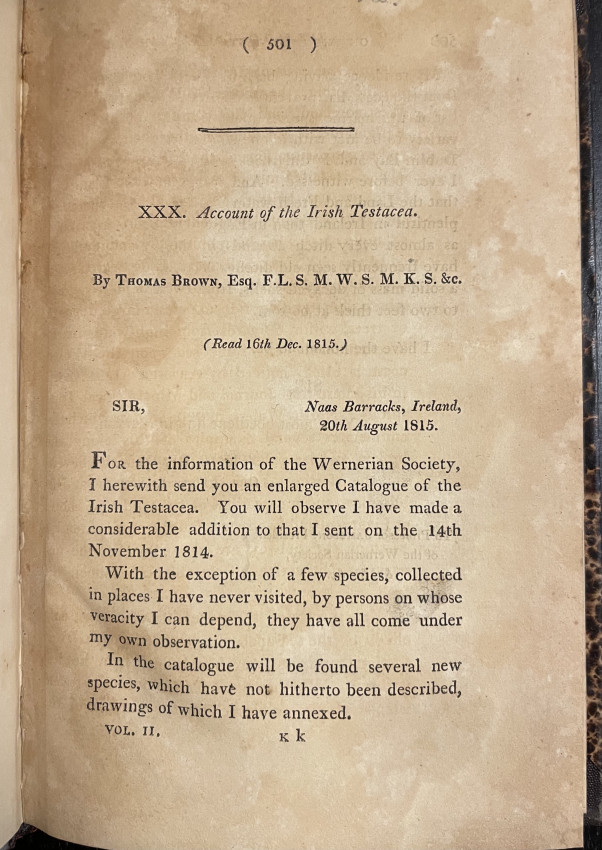 ( 501 )
XXX. Account of the Irish Testacea.
By THOMAS BROWN, Esq. F. L. S. M. W. S. M. K. S. &c.
(Read 16th Dec. 1815.)
SIR, Naas Barracks, Ireland,
20th August 1815.
FOR the information of the Wernerian Society,
I herewith send you an enlarged Catalogue of the
Irish Testacea. You will observe I have made a
considerable addition to that I sent on the 14th
November 1814.
With the exception of a few species, collected
in places I have never visited, by persons on whose
veracity I can depend, they have all come under
my own observation.
In the catalogue will be found several new
species, which have not hitherto been described,
drawings of which I have annexed.
VOL. II. K k